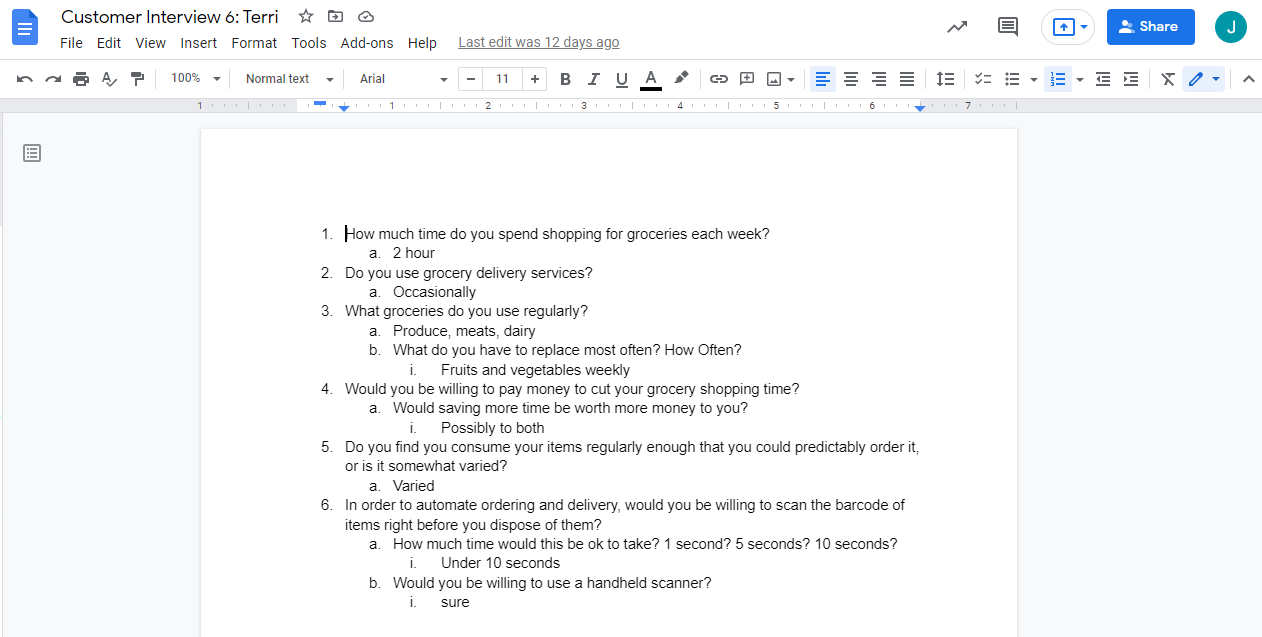 Customer Interview 6: Terri
File Edit View Insert Format Tools Add-ons Help Last edit was 12 days ago
Share
J
100% Normal text Arial 11 B I U A
1 1 2 3 4 5 6 7
1. How much time do you spend shopping for groceries each week?
a. 2 hour
2. Do you use grocery delivery services?
a. Occasionally
3. What groceries do you use regularly?
a. Produce, meats, dairy
b. What do you have to replace most often? How Often?
i. Fruits and vegetables weekly
4. Would you be willing to pay money to cut your grocery shopping time?
a. Would saving more time be worth more money to you?
i. Possibly to both
5. Do you find you consume your items regularly enough that you could predictably order it,
or is it somewhat varied?
a. Varied
6. In order to automate ordering and delivery, would you be willing to scan the barcode of
items right before you dispose of them?
a. How much time would this be ok to take? 1 second? 5 seconds? 10 seconds?
i. Under 10 seconds
b. Would you be willing to use a handheld scanner?
i. sure